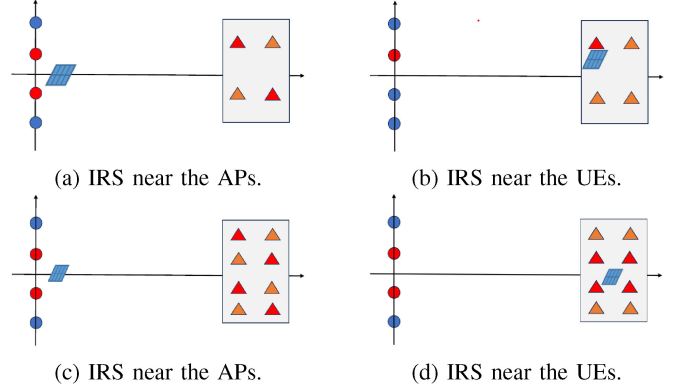 (a) IRS near the APs.
(b) IRS near the UEs.
(c) IRS near the APs.
(d) IRS near the UEs.